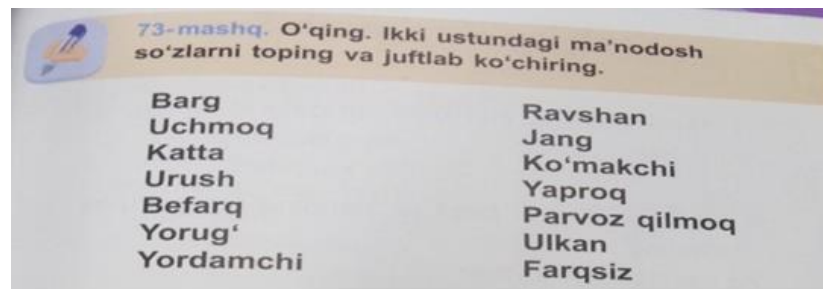 73-mashq. O'qing. Ikki ustundagi ma'nodosh
so'zlarni toping va juftlab ko'chiring.
Barg
Uchmoq
Katta
Urush
Befarq
Yorug'
Yordamchi
Ravshan
Jang
Ko'makchi
Yaproq
Parvoz qilmoq
Ulkan
Farqsiz